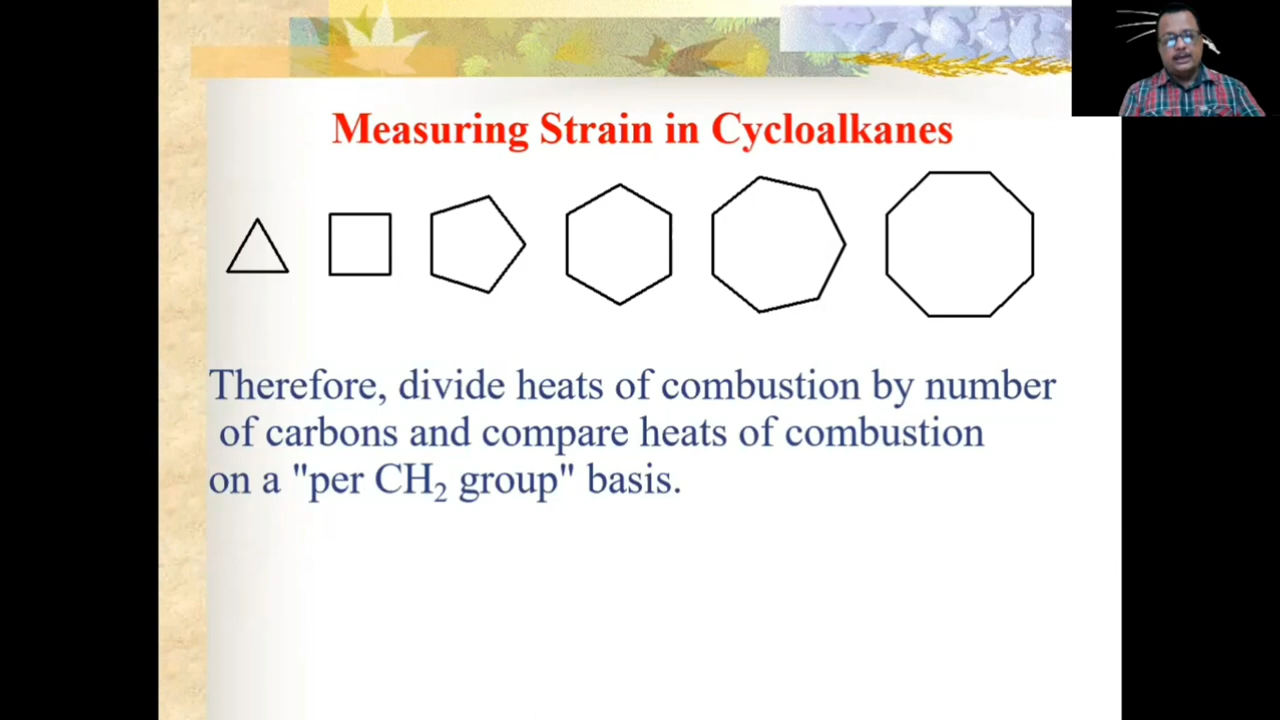 Measuring Strain in Cycloalkanes
Therefore, divide heats of combustion by number
of carbons and compare heats of combustion
on a "per CH₂ group" basis.